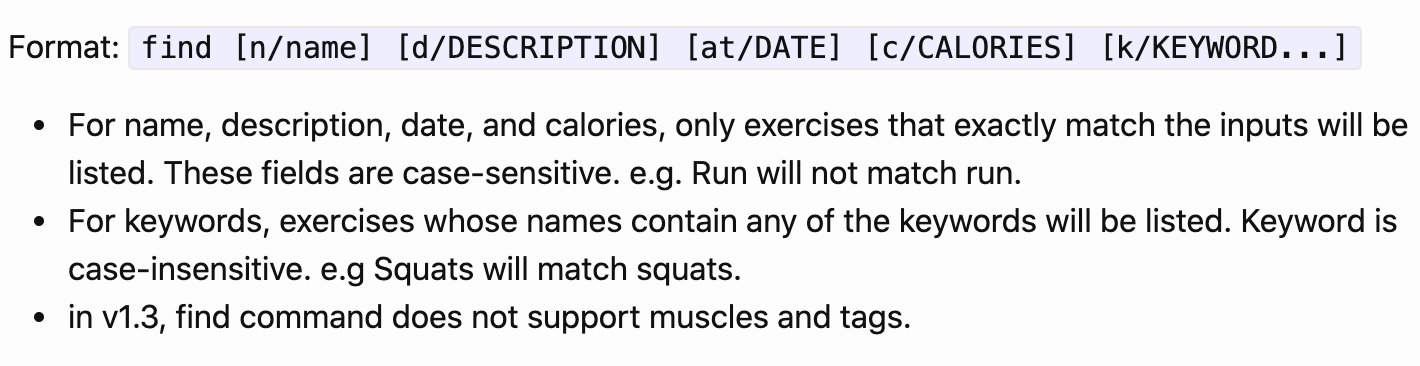 Format: find [n/name] [d/DESCRIPTION] [at/DATE] [c/CALORIES] [k/KEYWORD...]
• For name, description, date, and calories, only exercises that exactly match the inputs will be
listed. These fields are case-sensitive. e.g. Run will not match run.
• For keywords, exercises whose names contain any of the keywords will be listed. Keyword is
case-insensitive. e.g Squats will match squats.
• in v1.3, find command does not support muscles and tags.